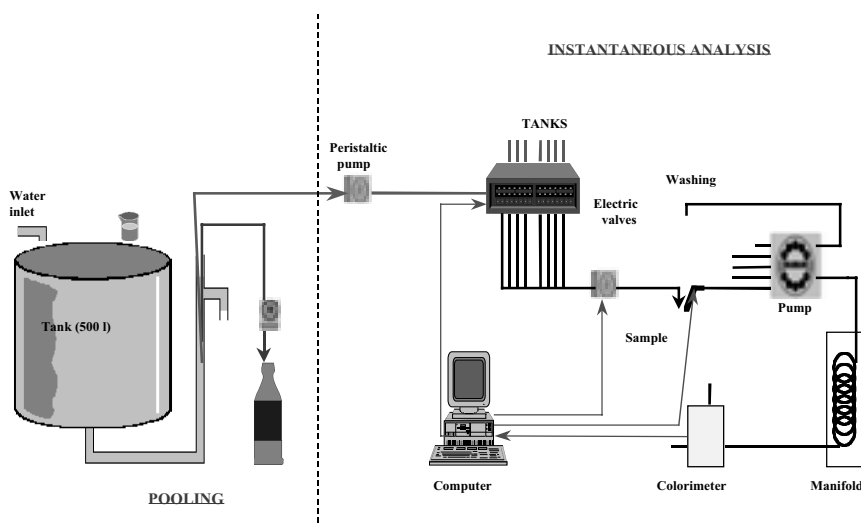 INSTANTANEOUS ANALYSIS
TANKS
Peristaltic
pump
Water
inlet
Washing
Electric
valves
Tank (500 l)
Pump
Sample
Computer
Colorimeter
Manifold
POOLING